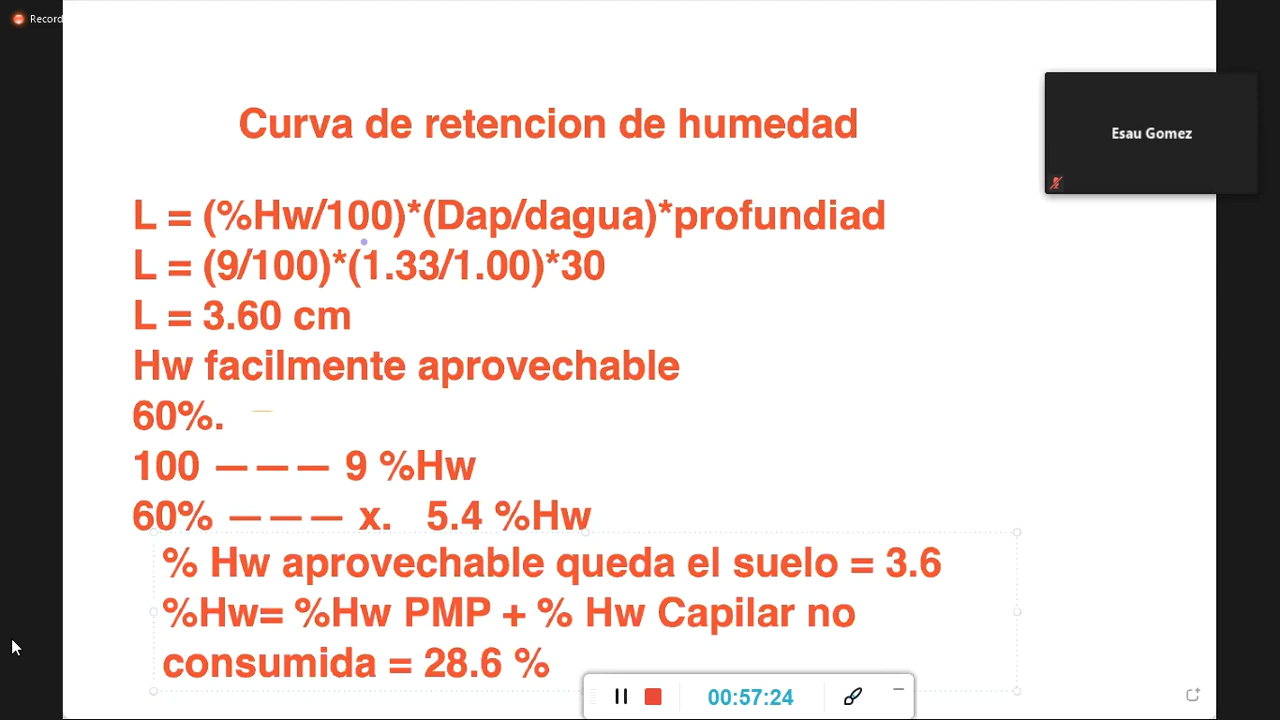 Record
Curva de retencion de humedad
Esau Gomez
L = (%Hw/100)*(Dap/dagua)*profundiad
L = (9/100)*(1.33/1.00)*30
L = 3.60 cm
Hw facilmente aprovechable
60%.
100 ——— 9 %Hw
60% ——— x. 5.4 %Hw
% Hw aprovechable queda el suelo = 3.6
%Hw= %Hw PMP + % Hw Capilar no
consumida = 28.6 %
00:57:24